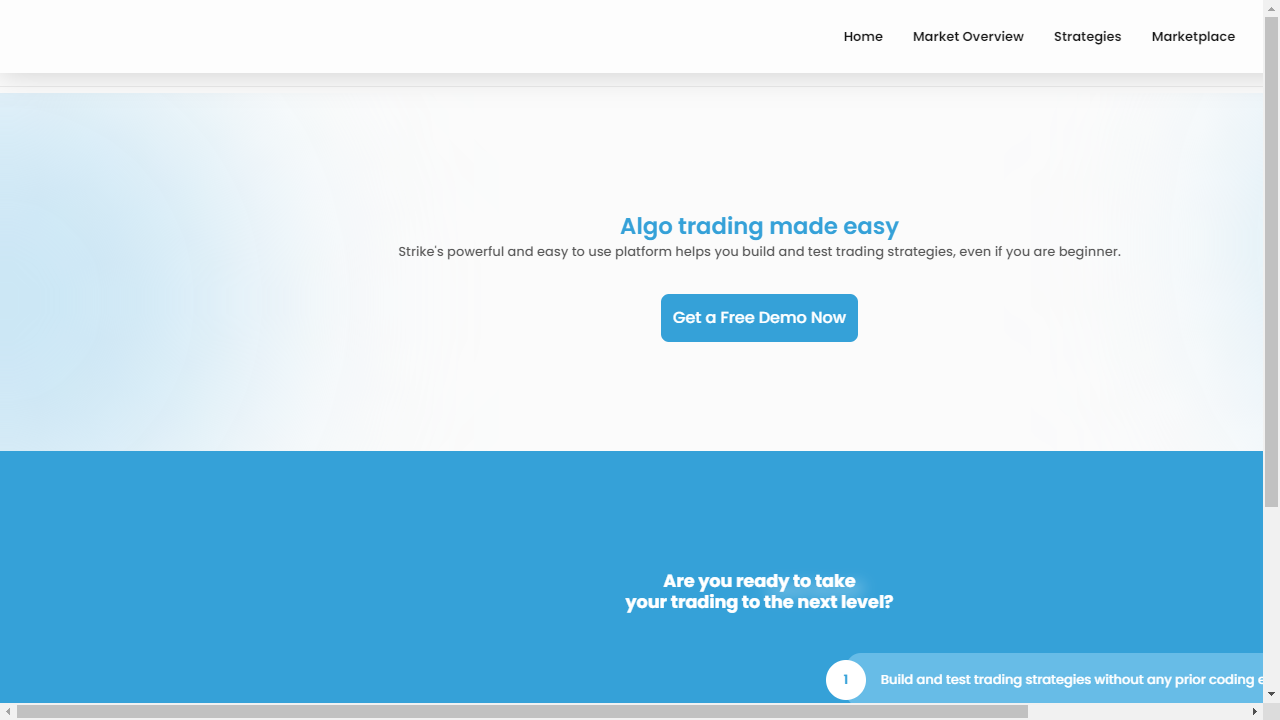 Home Market Overview Strategies Marketplace
Algo trading made easy
Strike's powerful and easy to use platform helps you build and test trading strategies, even if you are beginner.
Get a Free Demo Now
Are you ready to take
your trading to the next level?
1 Build and test trading strategies without any prior coding